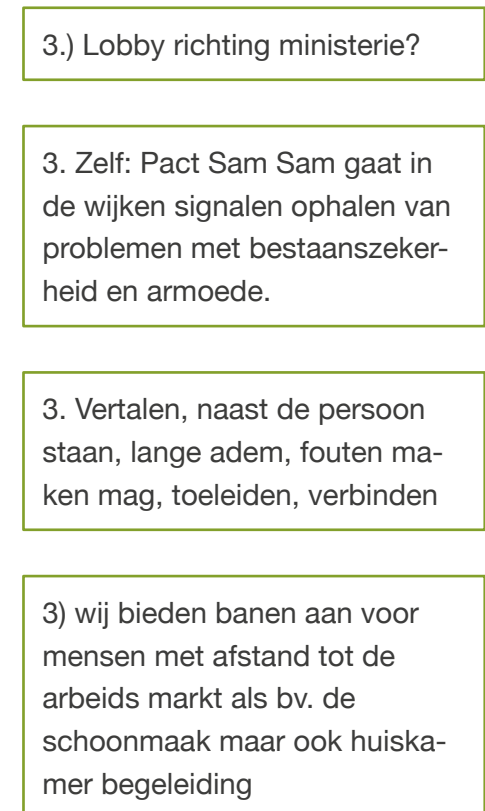 3.) Lobby richting ministerie?
3. Zelf: Pact Sam Sam gaat in
de wijken signalen ophalen van
problemen met bestaanszeker-
heid en armoede.
3. Vertalen, naast de persoon
staan, lange adem, fouten ma-
ken mag, toeleiden, verbinden
3) wij bieden banen aan voor
mensen met afstand tot de
arbeids markt als bv. de
schoonmaak maar ook huiska-
mer begeleiding